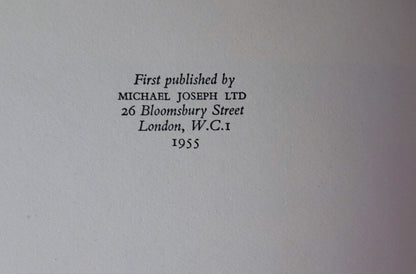 First published by
MICHAEL JOSEPH LTD
26 Bloomsbury Street
London, W.C.1
1955